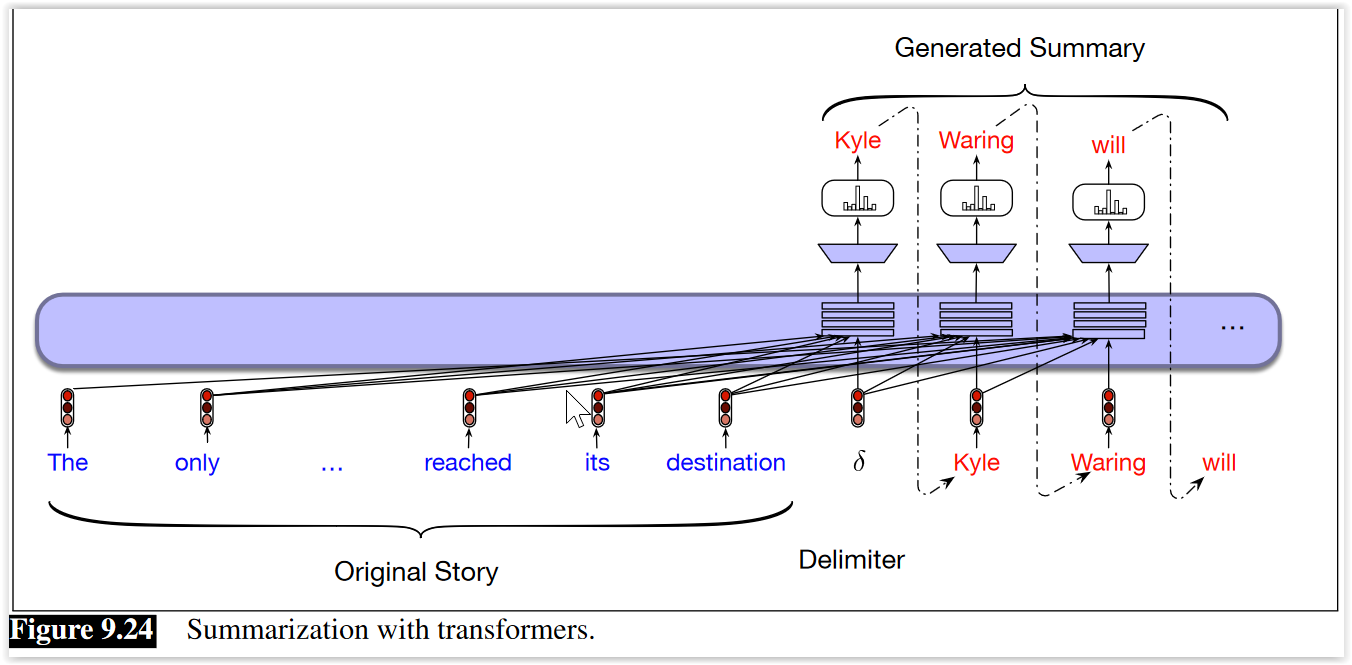 Generated Summary
Kyle Waring will
...
The only ... reached its destination δ Kyle Waring will
Original Story
Delimiter
Figure 9.24 Summarization with transformers.